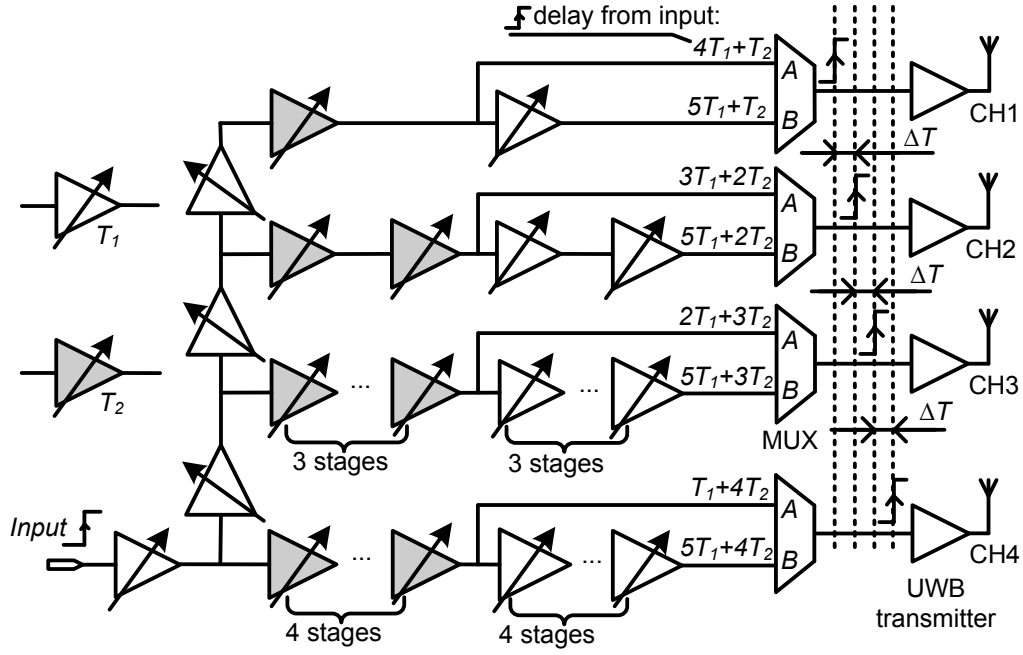 delay from input:
4T₁+T₂
A
5T₁+T₂
B
CH1
ΔT
T₁
3T₁+2T₂
A
5T₁+2T₂
B
CH2
ΔT
2T₁+3T₂
A
T₂
...
...
5T₁+3T₂
B
CH3
ΔT
3 stages
3 stages
MUX
T₁+4T₂
A
Input
...
...
5T₁+4T₂
B
CH4
4 stages
4 stages
UWB
transmitter